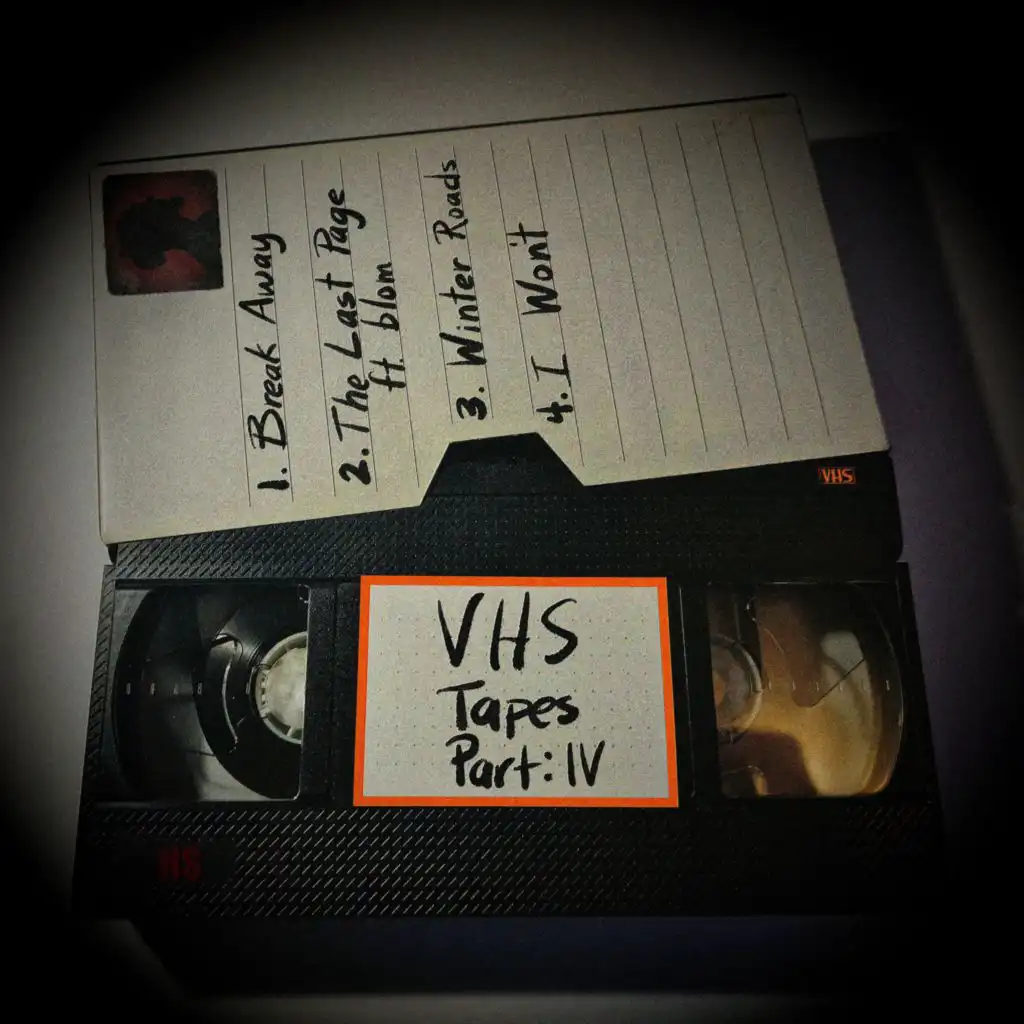 1. Break Away
2. The Last Page
ft. blom
3. Winter Roads
4. I Won't
VHS
VHS
Tapes
Part: IV
HS